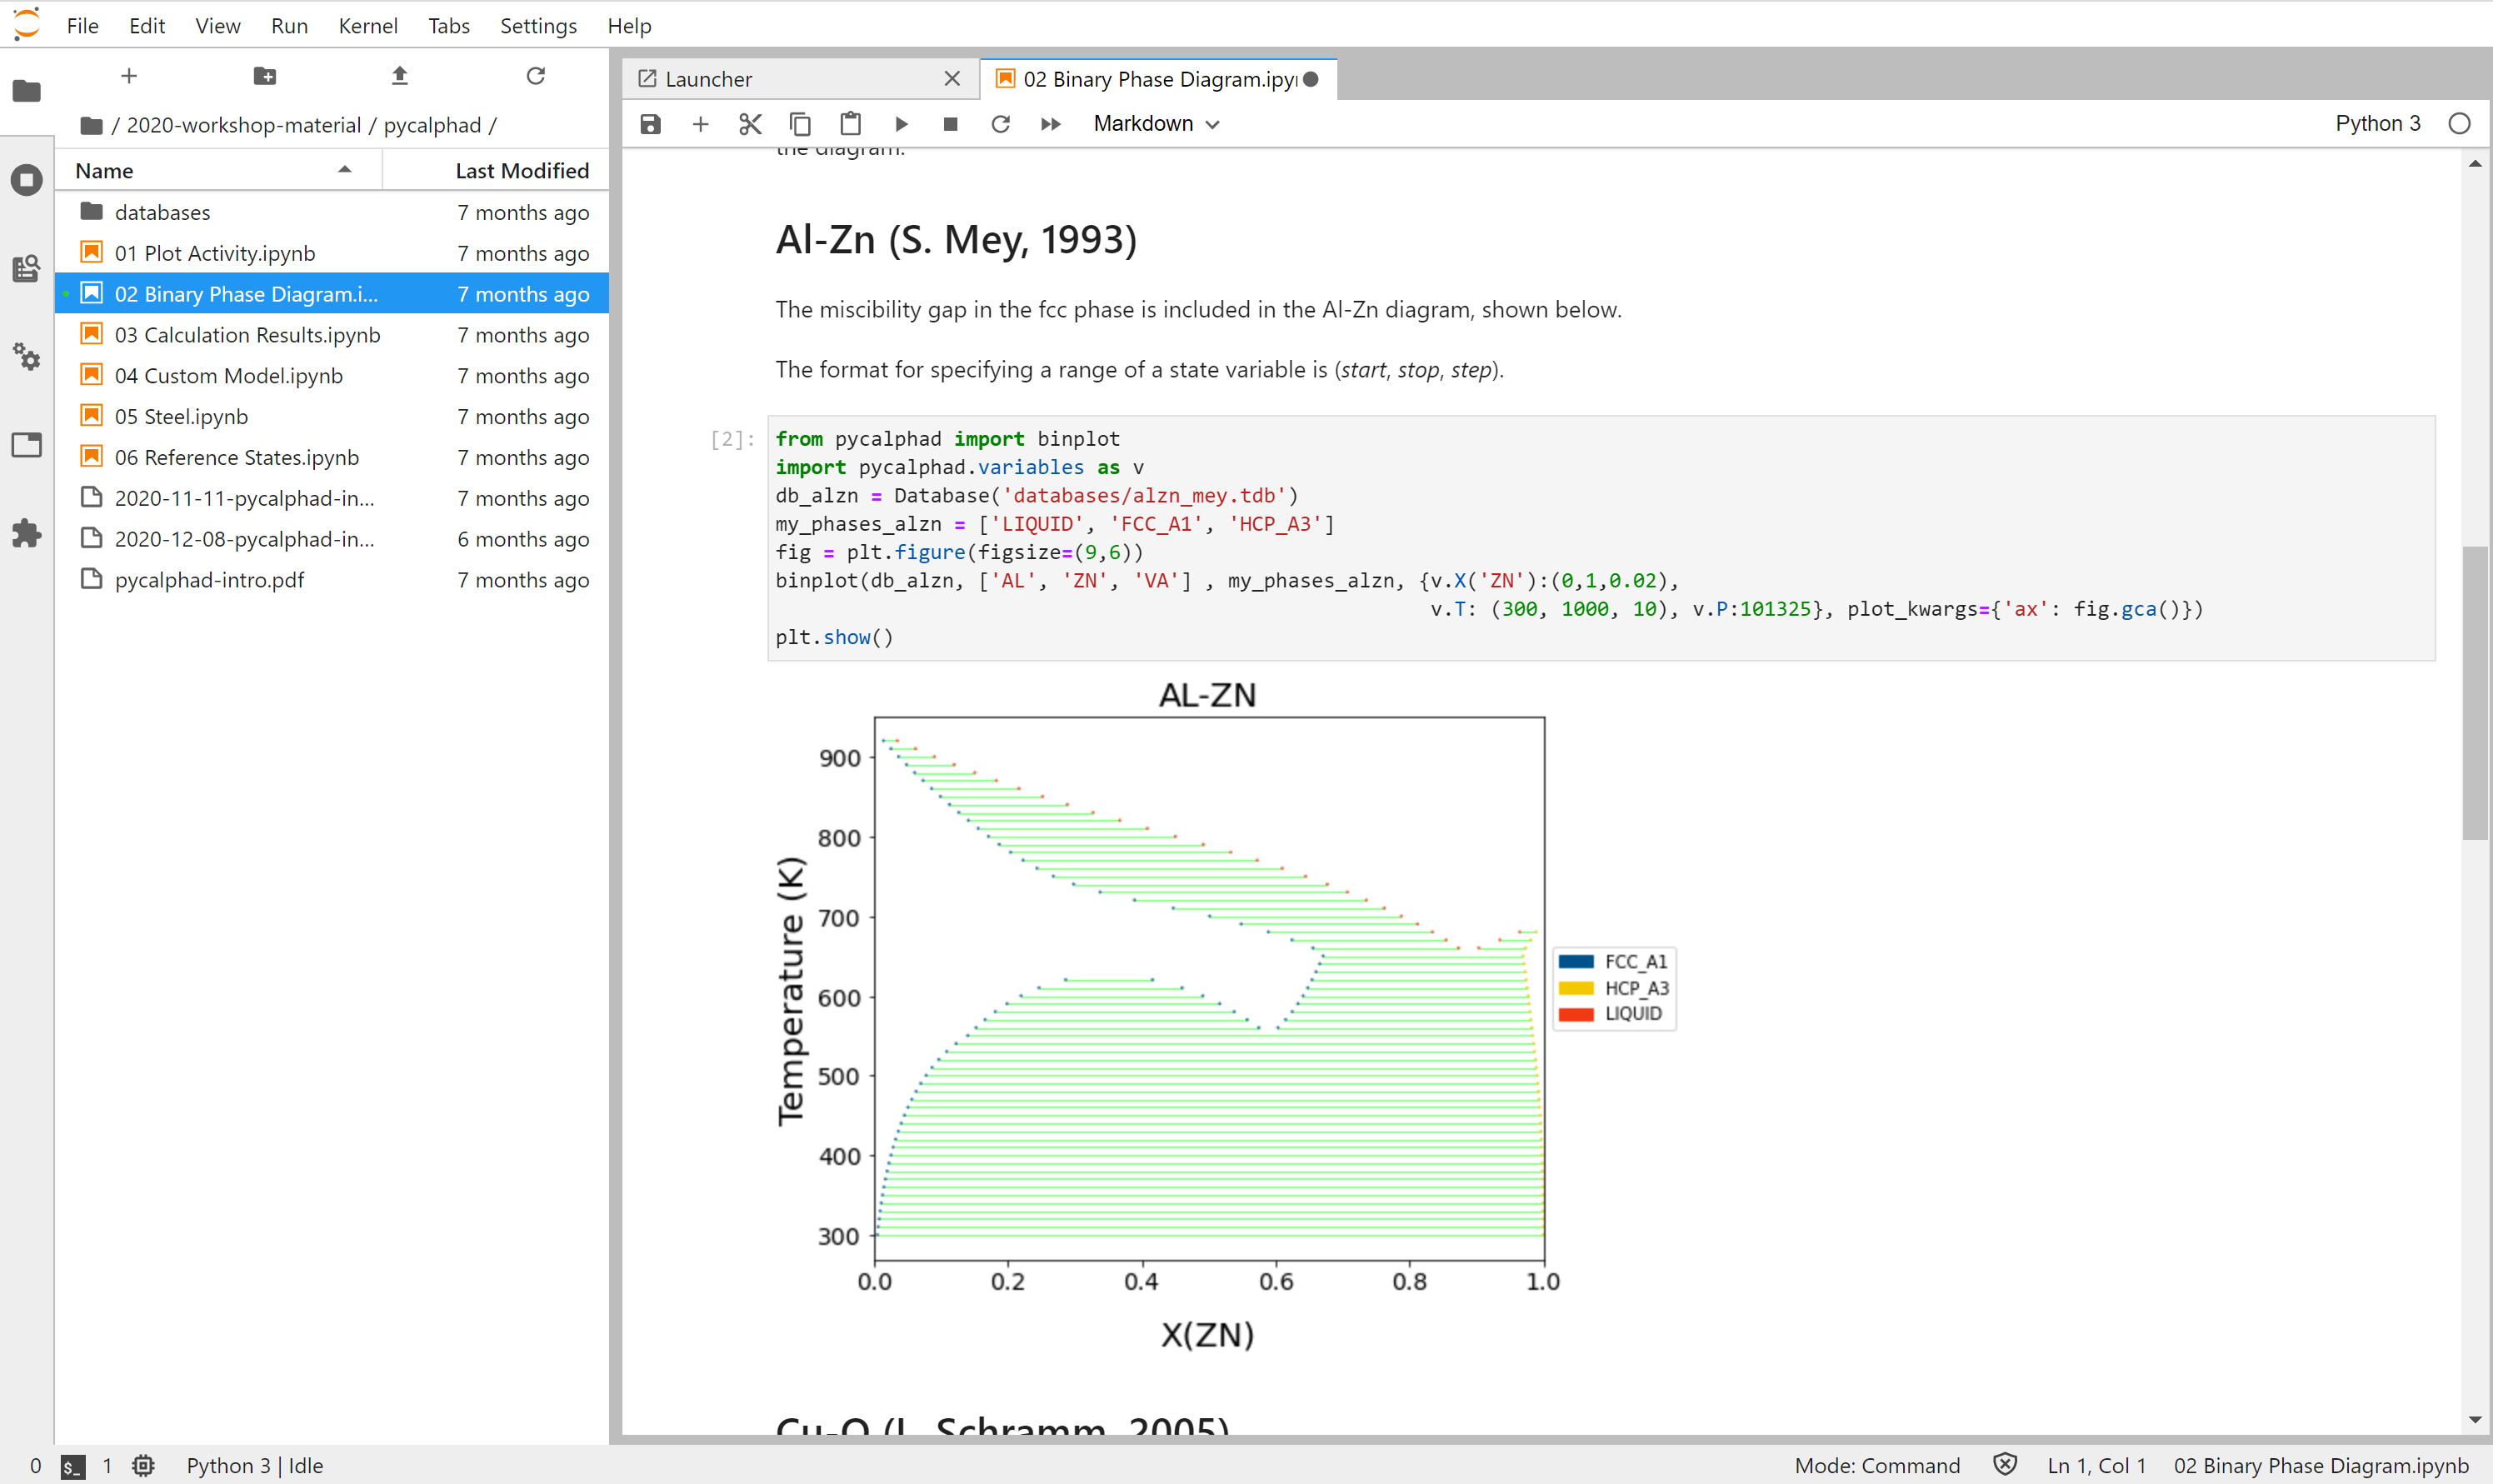 File Edit View Run Kernel Tabs Settings Help
/ 2020-workshop-material / pycalphad /
Name Last Modified
databases 7 months ago
01 Plot Activity.ipynb 7 months ago
02 Binary Phase Diagram.i... 7 months ago
03 Calculation Results.ipynb 7 months ago
04 Custom Model.ipynb 7 months ago
05 Steel.ipynb 7 months ago
06 Reference States.ipynb 7 months ago
2020-11-11-pycalphad-in... 7 months ago
2020-12-08-pycalphad-in... 6 months ago
pycalphad-intro.pdf 7 months ago
Launcher
02 Binary Phase Diagram.ipyn
Markdown
Python 3
the diagram.
Al-Zn (S. Mey, 1993)
The miscibility gap in the fcc phase is included in the Al-Zn diagram, shown below.
The format for specifying a range of a state variable is (start, stop, step).
[2]:
from pycalphad import binplot
import pycalphad.variables as v
db_alzn = Database('databases/alzn_mey.tdb')
my_phases_alzn = ['LIQUID', 'FCC_A1', 'HCP_A3']
fig = plt.figure(figsize=(9,6))
binplot(db_alzn, ['AL', 'ZN', 'VA'] , my_phases_alzn, {v.X('ZN'):(0,1,0.02),
v.T: (300, 1000, 10), v.P:101325}, plot_kwargs={'ax': fig.gca()})
plt.show()
AL-ZN
Temperature (K)
900
800
700
600
500
400
300
0.0 0.2 0.4 0.6 0.8 1.0
X(ZN)
FCC_A1
HCP_A3
LIQUID
Cu-O (L. Schramm, 2005)
0 $_ 1 Python 3 | Idle
Mode: Command Ln 1, Col 1 02 Binary Phase Diagram.ipynb